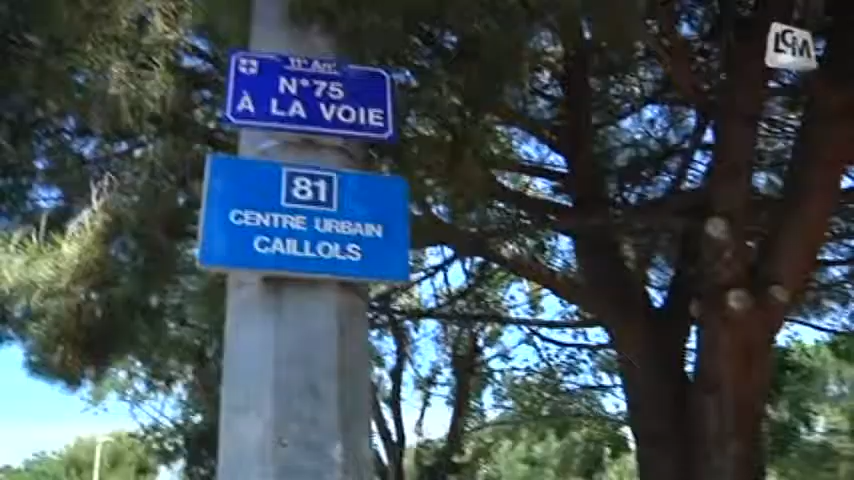 LCM
11e Arr.
N°75
À LA VOIE
81
CENTRE URBAIN
CAILLOLS